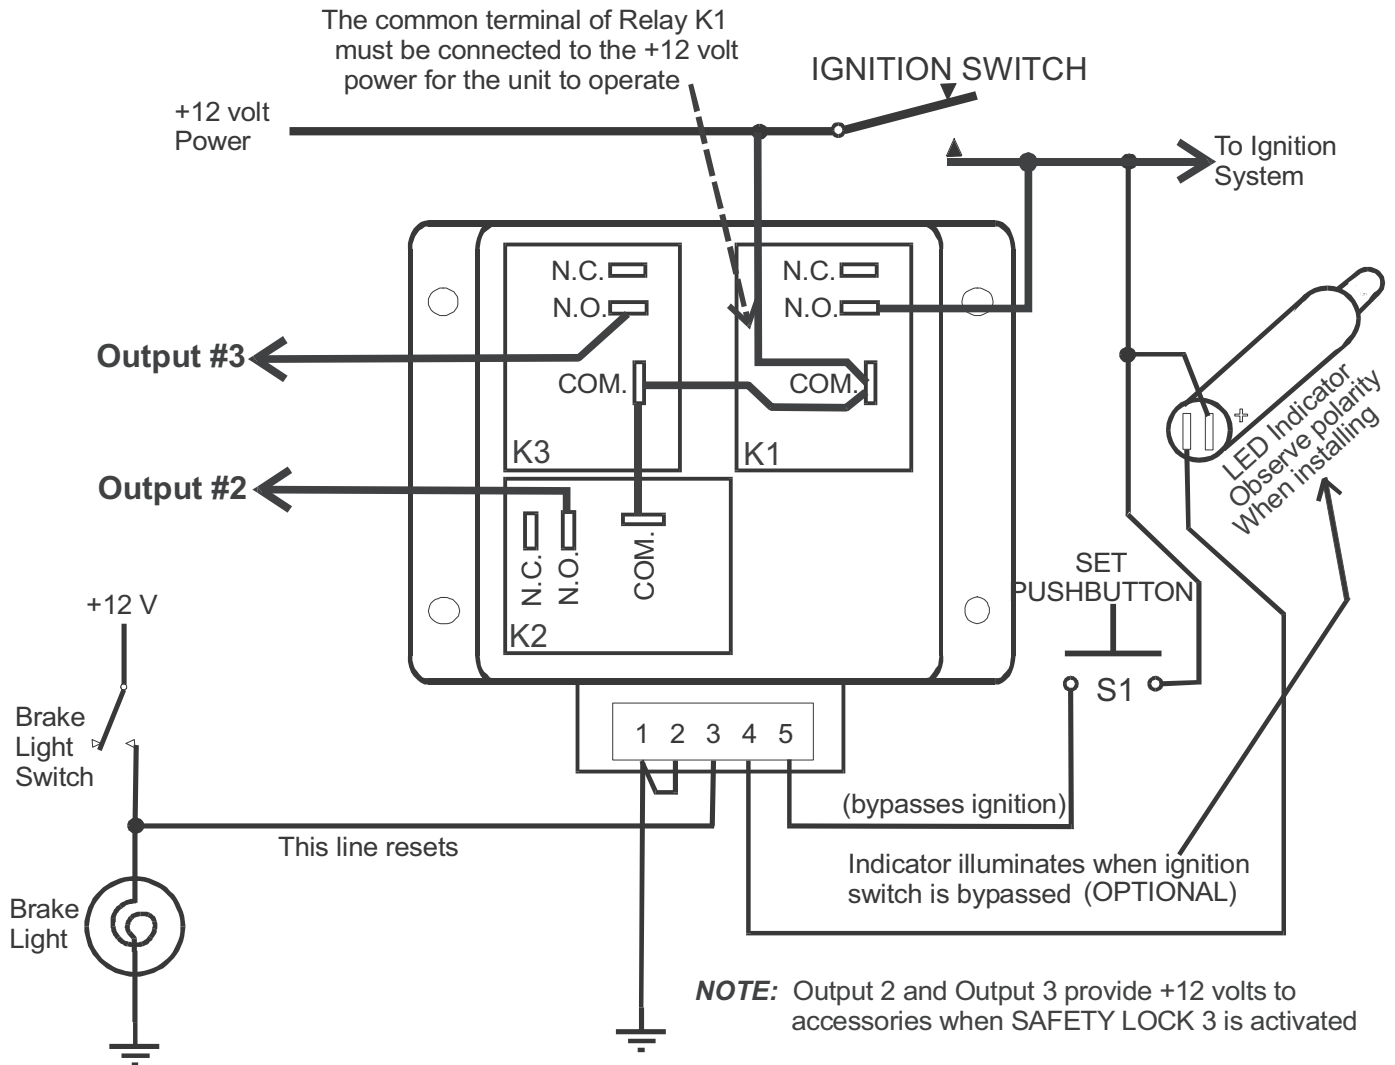 The common terminal of Relay K1
must be connected to the +12 volt
power for the unit to operate
IGNITION SWITCH
+12 volt
Power
To Ignition
System
N.C.
N.O.
COM.
K3
N.C.
N.O.
COM.
K1
Output #3
Output #2
N.C.
N.O.
COM.
K2
+
LED Indicator
Observe polarity
When installing
SET
PUSHBUTTON
S1
+12 V
Brake
Light
Switch
1 2 3 4 5
(bypasses ignition)
This line resets
Indicator illuminates when ignition
switch is bypassed (OPTIONAL)
Brake
Light
NOTE: Output 2 and Output 3 provide +12 volts to
accessories when SAFETY LOCK 3 is activated